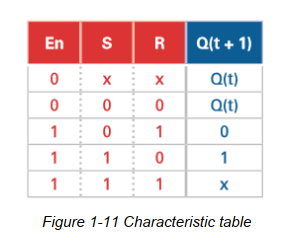 En S R Q(t + 1)
0 x x Q(t)
0 0 0 Q(t)
1 0 1 0
1 1 0 1
1 1 1 x
Figure 1-11 Characteristic table